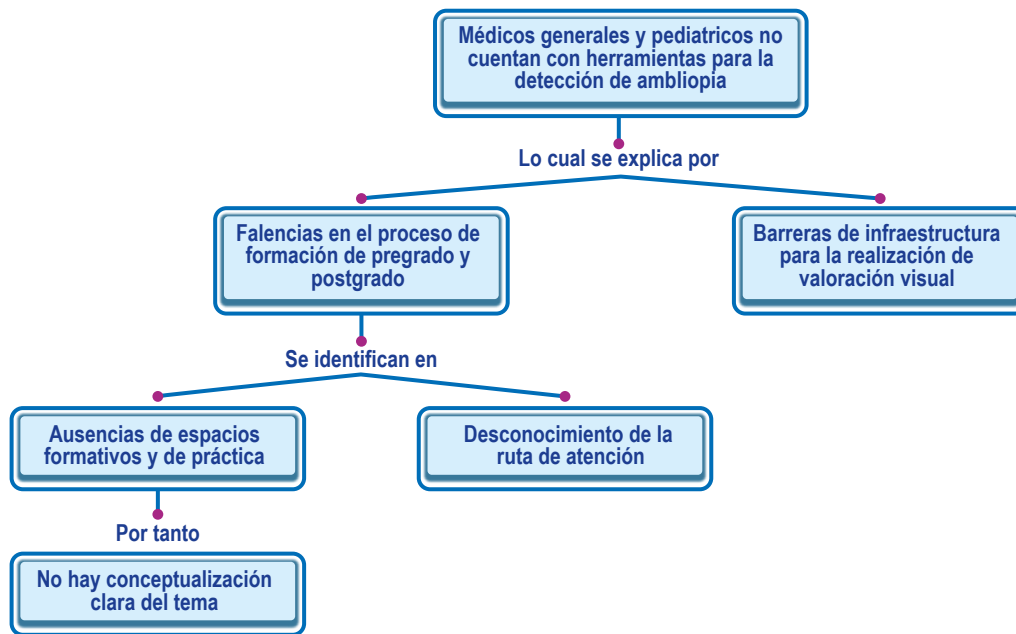 Médicos generales y pediatricos no
cuentan con herramientas para la
detección de ambliopía
Lo cual se explica por
Falencias en el proceso de
formación de pregrado y
postgrado
Barreras de infraestructura
para la realización de
valoración visual
Se identifican en
Ausencias de espacios
formativos y de práctica
Desconocimiento de la
ruta de atención
Por tanto
No hay conceptualización
clara del tema